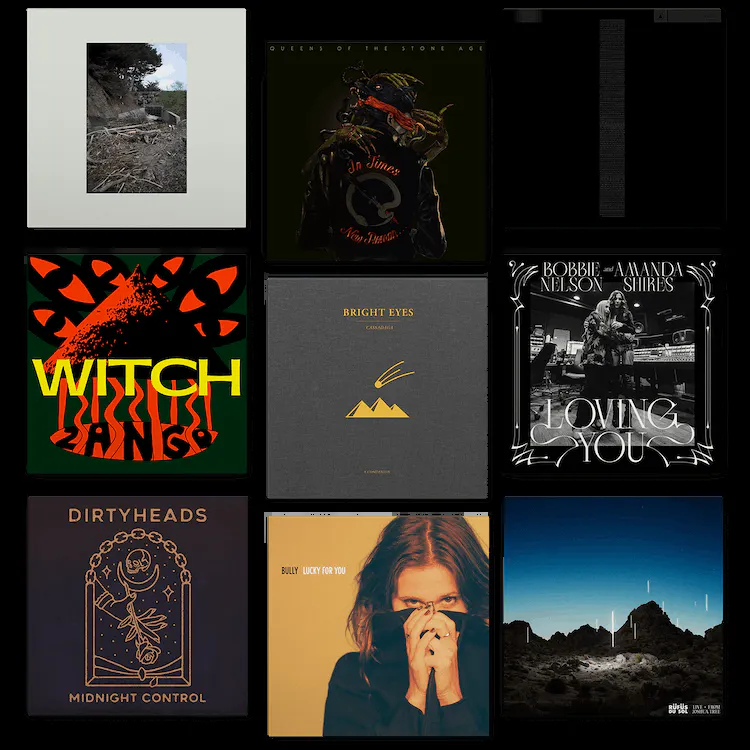 QUEENS OF THE STONE AGE
In Times
New Roman...
WITCH
ZANGO
BRIGHT EYES
CASSADAGA
BOBBIE and AMANDA
NELSON SHIRES
LOVING
YOU
DIRTYHEADS
MIDNIGHT CONTROL
BULLY LUCKY FOR YOU
RÜFÜS
DU SOL
LIVE FROM
JOSHUA TREE